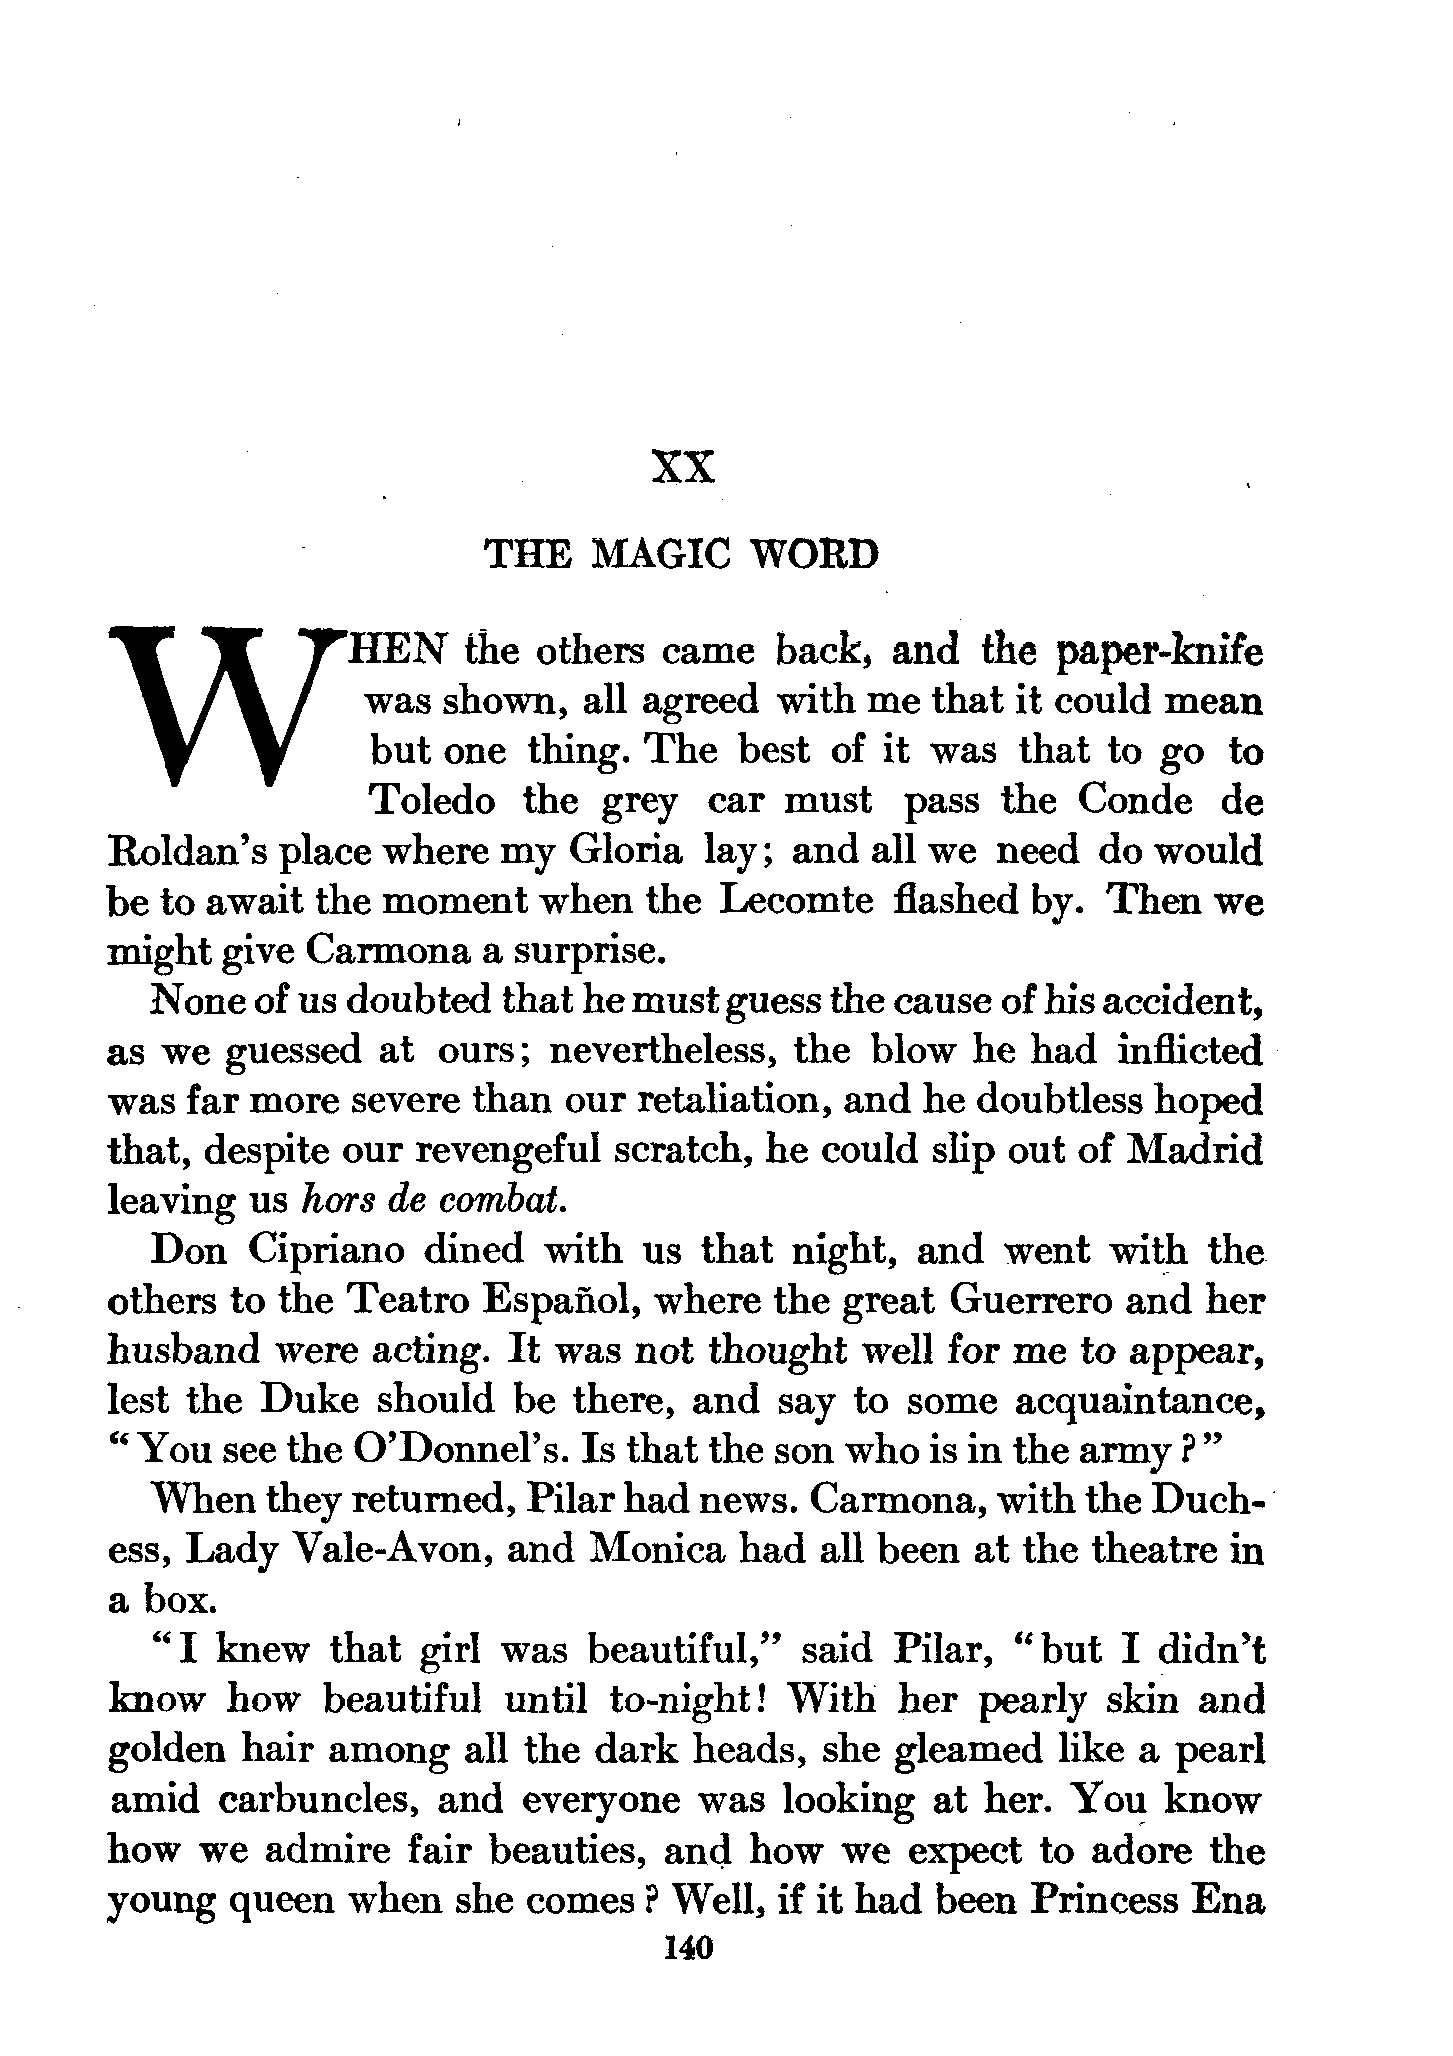 XX
THE MAGIC WORD
WHEN the others came back, and the paper-knife
was shown, all agreed with me that it could mean
but one thing. The best of it was that to go to
Toledo the grey car must pass the Conde de
Roldan's place where my Gloria lay; and all we need do would
be to await the moment when the Lecomte flashed by. Then we
might give Carmona a surprise.
None of us doubted that he must guess the cause of his accident,
as we guessed at ours; nevertheless, the blow he had inflicted
was far more severe than our retaliation, and he doubtless hoped
that, despite our revengeful scratch, he could slip out of Madrid
leaving us hors de combat.
Don Cipriano dined with us that night, and went with the
others to the Teatro Español, where the great Guerrero and her
husband were acting. It was not thought well for me to appear,
lest the Duke should be there, and say to some acquaintance,
"You see the O'Donnel's. Is that the son who is in the army?"
When they returned, Pilar had news. Carmona, with the Duch-
ess, Lady Vale-Avon, and Monica had all been at the theatre in
a box.
"I knew that girl was beautiful," said Pilar, "but I didn't
know how beautiful until to-night! With her pearly skin and
golden hair among all the dark heads, she gleamed like a pearl
amid carbuncles, and everyone was looking at her. You know
how we admire fair beauties, and how we expect to adore the
young queen when she comes? Well, if it had been Princess Ena
140